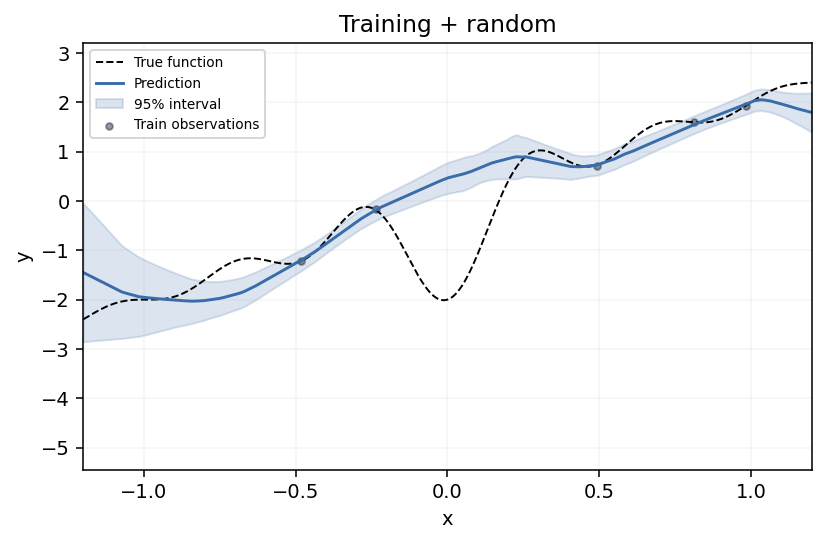 Training + random
True function
Prediction
95% interval
Train observations
3
2
1
0
−1
−2
−3
−4
−5
y
−1.0
−0.5
0.0
0.5
1.0
x